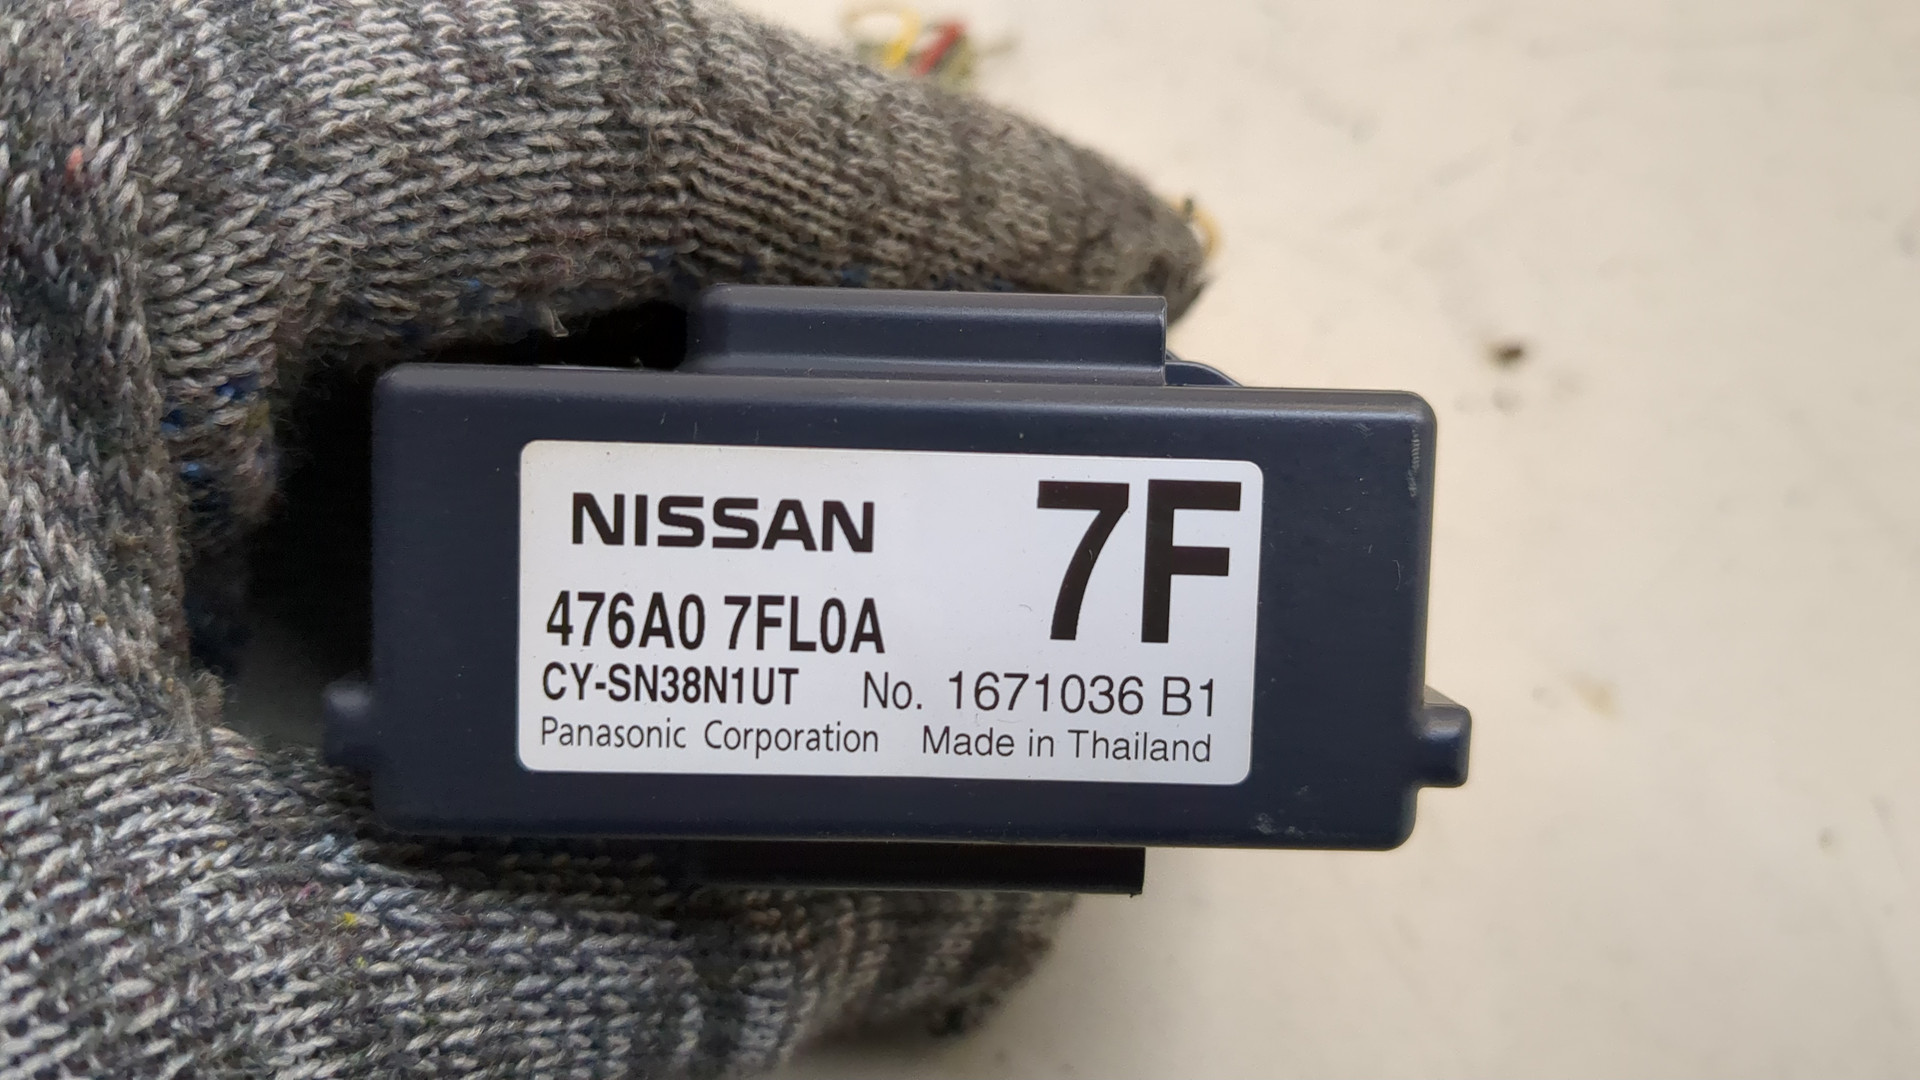 NISSAN 7F
476A0 7FL0A
CY-SN38N1UT No. 1671036 B1
Panasonic Corporation Made in Thailand